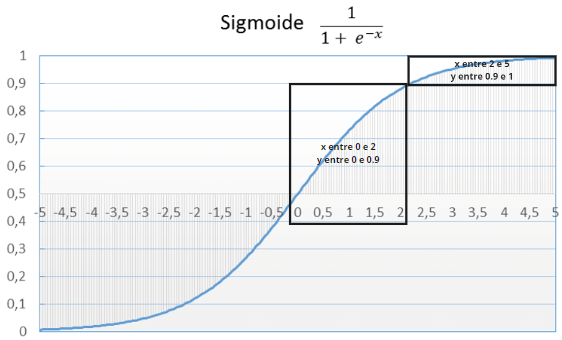 Sigmoide 1
1 + e^-x
1
0,9
x entre 2 e 5
y entre 0.9 e 1
0,8
0,7
x entre 0 e 2
y entre 0 e 0.9
0,6
0,5
-5 -4,5 -4 -3,5 -3 -2,5 -2 -1,5 -1 -0,5 0 0,5 1 1,5 2 2,5 3 3,5 4 4,5 5
0,4
0,3
0,2
0,1
0